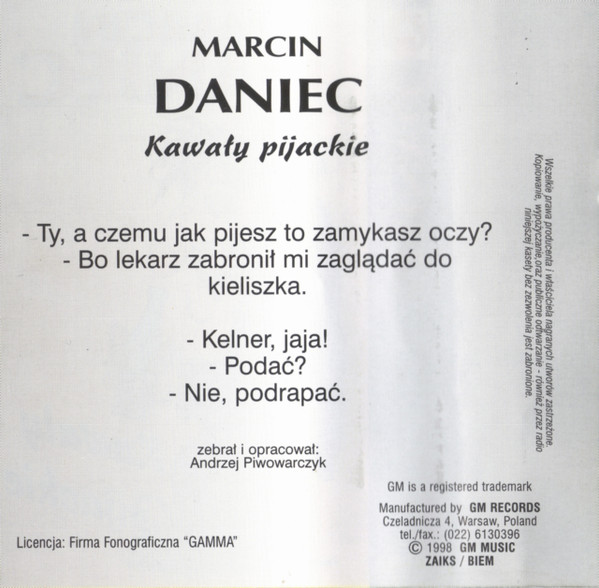 MARCIN
DANIEC
Kawały pijackie
- Ty, a czemu jak pijesz to zamykasz oczy?
- Bo lekarz zabronił mi zaglądać do
kieliszka.
- Kelner, jaja!
- Podać?
- Nie, podrapać.
zebrał i opracował:
Andrzej Piwowarczyk
Wszelkie prawa producenta i właściciela nagranych utworów zastrzeżone.
Kopiowanie, wypożyczanie,oraz publiczne odtwarzanie - również przez radio
niniejszej kasety bez zezwolenia jest zabronione.
GM is a registered trademark
Manufactured by GM RECORDS
Czeladnicza 4, Warsaw, Poland
tel./fax.: (022) 6130396
© 1998 GM MUSIC
ZAIKS / BIEM
Licencja: Firma Fonograficzna "GAMMA"